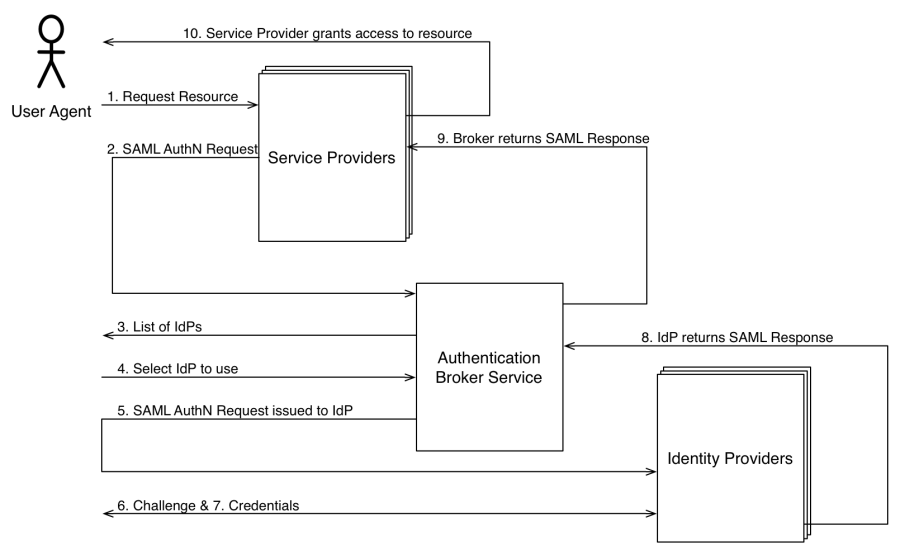 10. Service Provider grants access to resource
User Agent
1. Request Resource
9. Broker returns SAML Response
2. SAML AuthN Request
Service Providers
3. List of IdPs
8. IdP returns SAML Response
Authentication
Broker Service
4. Select IdP to use
5. SAML AuthN Request issued to IdP
Identity Providers
6. Challenge & 7. Credentials